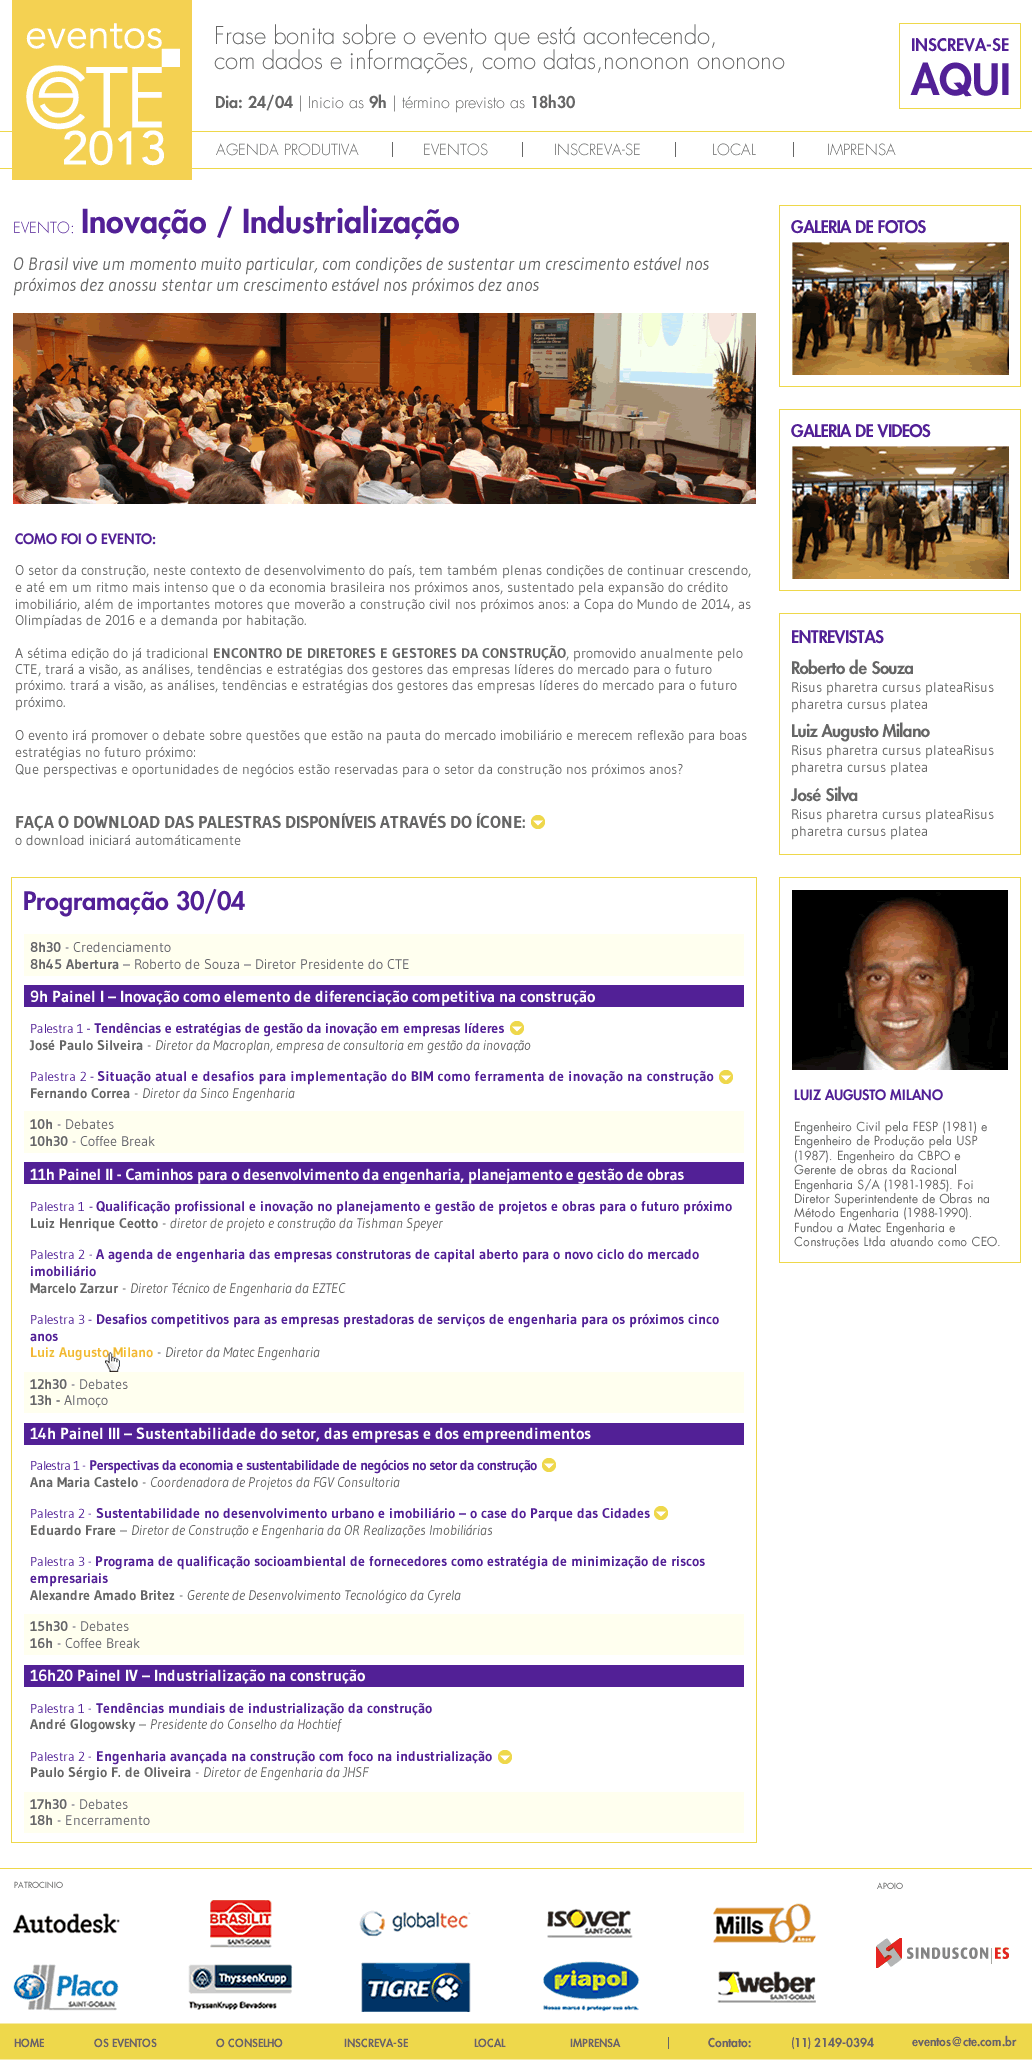 eventos
CTE
2013
Frase bonita sobre o evento que está acontecendo,
com dados e informações, como datas,nononon ononono
Dia: 24/04 | Inicio as 9h | término previsto as 18h30
INSCREVA-SE
AQUI
AGENDA PRODUTIVA | EVENTOS | INSCREVA-SE | LOCAL | IMPRENSA
EVENTO: Inovação / Industrialização
O Brasil vive um momento muito particular, com condições de sustentar um crescimento estável nos
próximos dez anossu stentar um crescimento estável nos próximos dez anos
COMO FOI O EVENTO:
O setor da construção, neste contexto de desenvolvimento do país, tem também plenas condições de continuar crescendo,
e até em um ritmo mais intenso que o da economia brasileira nos próximos anos, sustentado pela expansão do crédito
imobiliário, além de importantes motores que moverão a construção civil nos próximos anos: a Copa do Mundo de 2014, as
Olimpíadas de 2016 e a demanda por habitação.
A sétima edição do já tradicional ENCONTRO DE DIRETORES E GESTORES DA CONSTRUÇÃO, promovido anualmente pelo
CTE, trará a visão, as análises, tendências e estratégias dos gestores das empresas líderes do mercado para o futuro
próximo. trará a visão, as análises, tendências e estratégias dos gestores das empresas líderes do mercado para o futuro
próximo.
O evento irá promover o debate sobre questões que estão na pauta do mercado imobiliário e merecem reflexão para boas
estratégias no futuro próximo:
Que perspectivas e oportunidades de negócios estão reservadas para o setor da construção nos próximos anos?
FAÇA O DOWNLOAD DAS PALESTRAS DISPONÍVEIS ATRAVÉS DO ÍCONE:
o download iniciará automáticamente
Programação 30/04
8h30 - Credenciamento
8h45 Abertura – Roberto de Souza – Diretor Presidente do CTE
9h Painel I – Inovação como elemento de diferenciação competitiva na construção
Palestra 1 - Tendências e estratégias de gestão da inovação em empresas líderes
José Paulo Silveira - Diretor da Macroplan, empresa de consultoria em gestão da inovação
Palestra 2 - Situação atual e desafios para implementação do BIM como ferramenta de inovação na construção
Fernando Correa - Diretor da Sinco Engenharia
10h - Debates
10h30 - Coffee Break
11h Painel II - Caminhos para o desenvolvimento da engenharia, planejamento e gestão de obras
Palestra 1 - Qualificação profissional e inovação no planejamento e gestão de projetos e obras para o futuro próximo
Luiz Henrique Ceotto - diretor de projeto e construção da Tishman Speyer
Palestra 2 - A agenda de engenharia das empresas construtoras de capital aberto para o novo ciclo do mercado
imobiliário
Marcelo Zarzur - Diretor Técnico de Engenharia da EZTEC
Palestra 3 - Desafios competitivos para as empresas prestadoras de serviços de engenharia para os próximos cinco
anos
Luiz Augusto Milano - Diretor da Matec Engenharia
12h30 - Debates
13h - Almoço
14h Painel III – Sustentabilidade do setor, das empresas e dos empreendimentos
Palestra 1 - Perspectivas da economia e sustentabilidade de negócios no setor da construção
Ana Maria Castelo - Coordenadora de Projetos da FGV Consultoria
Palestra 2 - Sustentabilidade no desenvolvimento urbano e imobiliário – o case do Parque das Cidades
Eduardo Frare – Diretor de Construção e Engenharia da OR Realizações Imobiliárias
Palestra 3 - Programa de qualificação socioambiental de fornecedores como estratégia de minimização de riscos
empresariais
Alexandre Amado Britez - Gerente de Desenvolvimento Tecnológico da Cyrela
15h30 - Debates
16h - Coffee Break
16h20 Painel IV – Industrialização na construção
Palestra 1 - Tendências mundiais de industrialização da construção
André Glogowsky – Presidente do Conselho da Hochtief
Palestra 2 - Engenharia avançada na construção com foco na industrialização
Paulo Sérgio F. de Oliveira - Diretor de Engenharia da JHSF
17h30 - Debates
18h - Encerramento
GALERIA DE FOTOS
GALERIA DE VIDEOS
ENTREVISTAS
Roberto de Souza
Risus pharetra cursus plateaRisus
pharetra cursus platea
Luiz Augusto Milano
Risus pharetra cursus plateaRisus
pharetra cursus platea
José Silva
Risus pharetra cursus plateaRisus
pharetra cursus platea
LUIZ AUGUSTO MILANO
Engenheiro Civil pela FESP (1981) e
Engenheiro de Produção pela USP
(1987). Engenheiro da CBPO e
Gerente de obras da Racional
Engenharia S/A (1981-1985). Foi
Diretor Superintendente de Obras na
Método Engenharia (1988-1990).
Fundou a Matec Engenharia e
Construções Ltda atuando como CEO.
PATROCINIO
APOIO
Autodesk
BRASILIT
SAINT-GOBAIN
globaltec
ISOVER
SAINT-GOBAIN
Mills 60 Anos
SINDUSCON|ES
Placo
SAINT-GOBAIN
ThyssenKrupp
ThyssenKrupp Elevadores
TIGRE
viapol
Nossa marca é proteger sua obra.
weber
SAINT-GOBAIN
HOME OS EVENTOS O CONSELHO INSCREVA-SE LOCAL IMPRENSA | Contato: (11) 2149-0394 eventos@cte.com.br